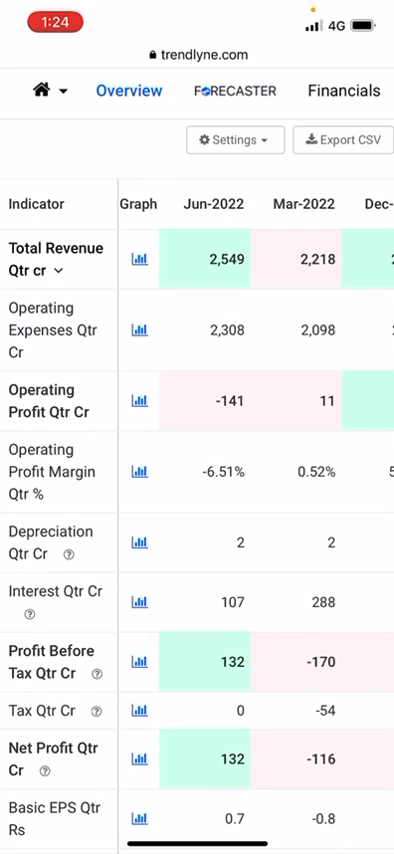 1:24
4G
trendlyne.com
Overview FORECASTER Financials
Settings Export CSV
Indicator Graph Jun-2022 Mar-2022 Dec-
Total Revenue
Qtr cr 2,549 2,218
Operating
Expenses Qtr 2,308 2,098
Cr
Operating
Profit Qtr Cr -141 11
Operating
Profit Margin -6.51% 0.52% 5
Qtr %
Depreciation
Qtr Cr ? 2 2
Interest Qtr Cr 107 288
?
Profit Before
Tax Qtr Cr ? 132 -170
Tax Qtr Cr ? 0 -54
Net Profit Qtr
Cr ? 132 -116
Basic EPS Qtr
Rs 0.7 -0.8